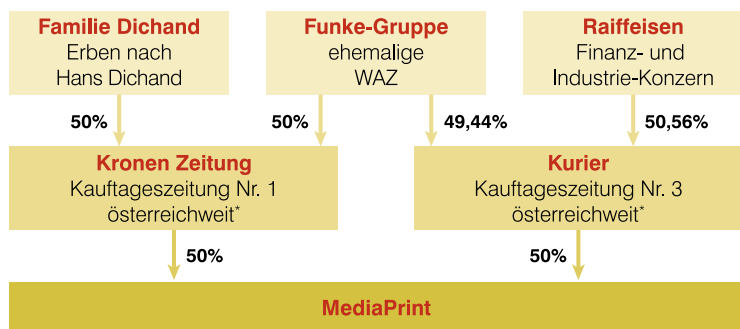 Familie Dichand
Erben nach
Hans Dichand
Funke-Gruppe
ehemalige
WAZ
Raiffeisen
Finanz- und
Industrie-Konzern
50%
50%
49,44%
50,56%
Kronen Zeitung
Kauftageszeitung Nr. 1
österreichweit*
Kurier
Kauftageszeitung Nr. 3
österreichweit*
50%
50%
MediaPrint